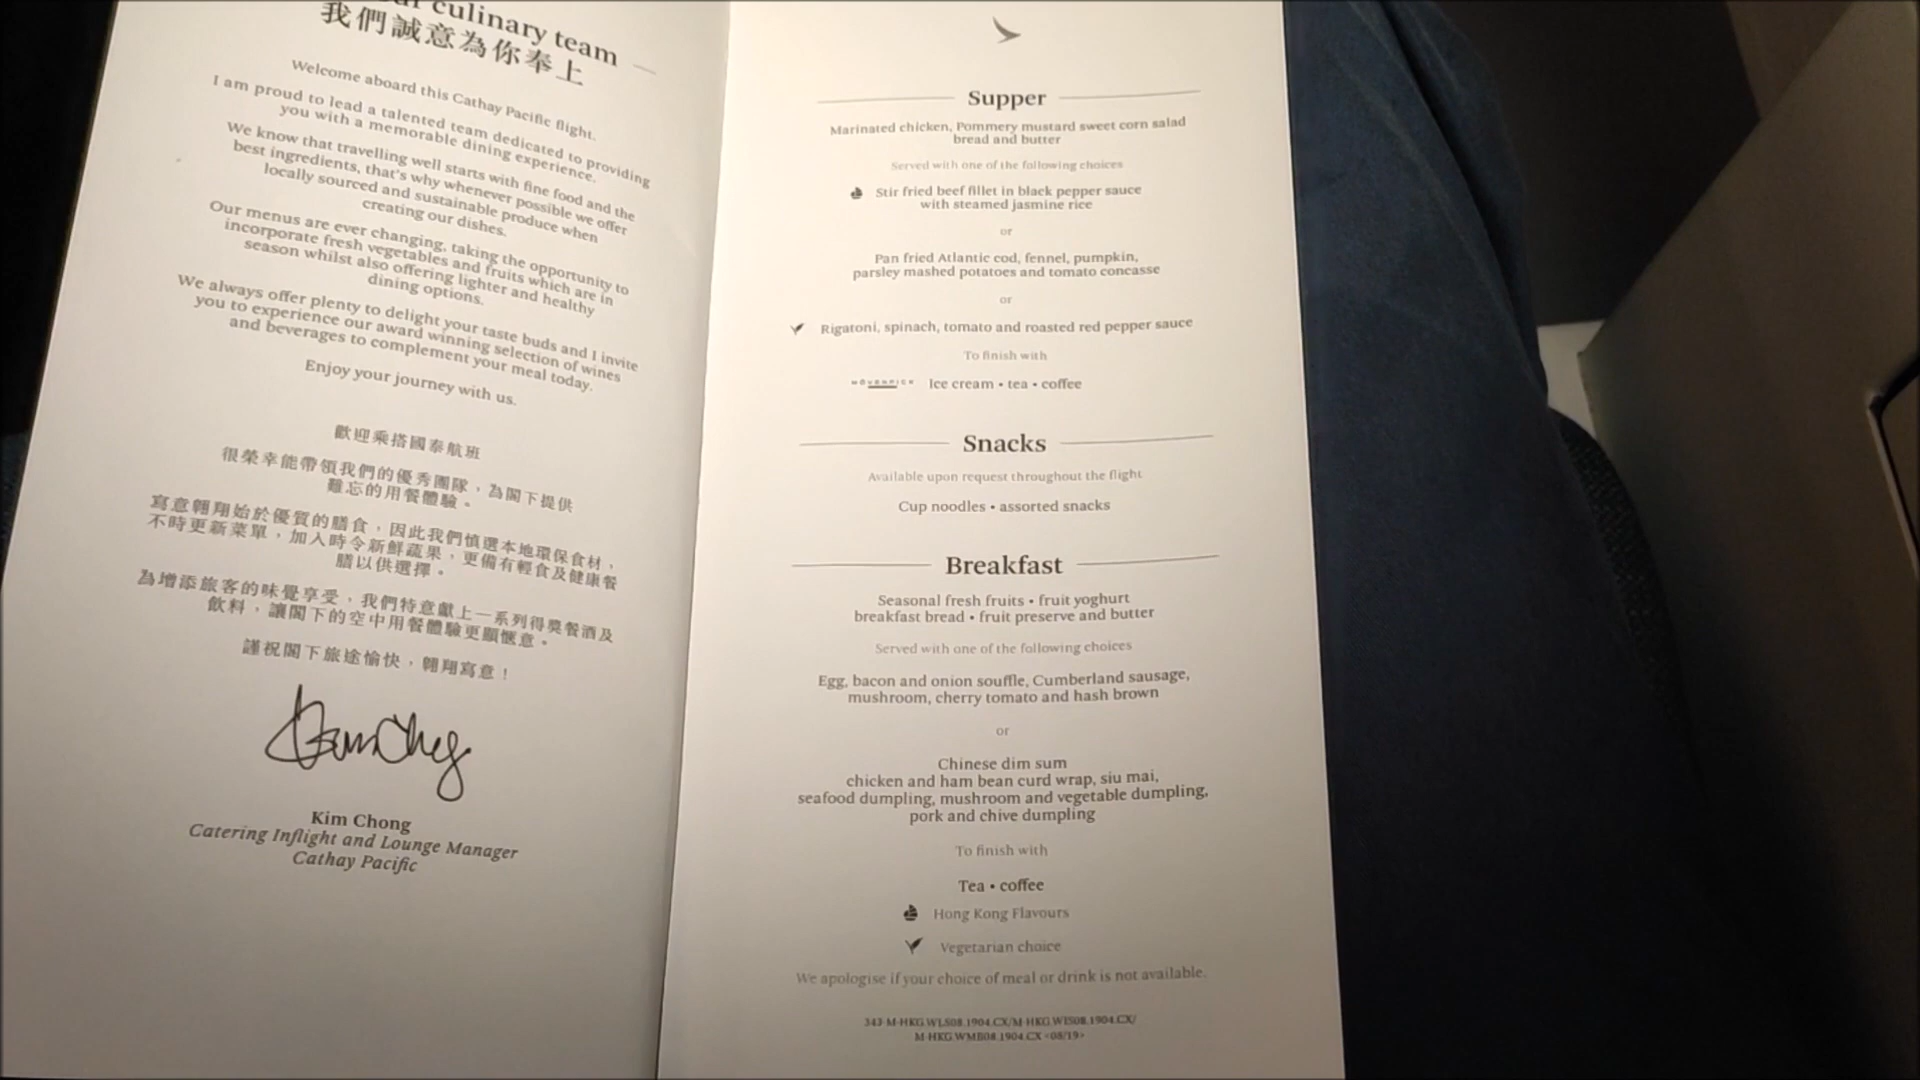 culinary team
我們誠意為你奉上
Welcome aboard this Cathay Pacific flight.
I am proud to lead a talented team dedicated to providing
you with a memorable dining experience.
We know that travelling well starts with fine food and the
best ingredients, that's why whenever possible we offer
locally sourced and sustainable produce when
creating our dishes.
Our menus are ever changing, taking the opportunity to
incorporate fresh vegetables and fruits which are in
season whilst also offering lighter and healthy
dining options.
We always offer plenty to delight your taste buds and I invite
you to experience our award winning selection of wines
and beverages to complement your meal today.
Enjoy your journey with us.
歡迎乘搭國泰航班
很榮幸能帶領我們的優秀團隊，為閣下提供
難忘的用餐體驗。
寫意翱翔始於優質的膳食，因此我們慎選本地環保食材，
不時更新菜單，加入時令新鮮蔬果，更備有輕食及健康餐
膳以供選擇。
為增添旅客的味覺享受，我們特意獻上一系列得獎餐酒及
飲料，讓閣下的空中用餐體驗更顯愜意。
謹祝閣下旅途愉快，翱翔寫意！
Kim Chong
Catering Inflight and Lounge Manager
Cathay Pacific
Supper
Marinated chicken, Pommery mustard sweet corn salad
bread and butter
Served with one of the following choices
Stir fried beef fillet in black pepper sauce
with steamed jasmine rice
or
Pan fried Atlantic cod, fennel, pumpkin,
parsley mashed potatoes and tomato concasse
or
Rigatoni, spinach, tomato and roasted red pepper sauce
To finish with
MÖVENPICK Ice cream • tea • coffee
Snacks
Available upon request throughout the flight
Cup noodles • assorted snacks
Breakfast
Seasonal fresh fruits • fruit yoghurt
breakfast bread • fruit preserve and butter
Served with one of the following choices
Egg, bacon and onion souffle, Cumberland sausage,
mushroom, cherry tomato and hash brown
or
Chinese dim sum
chicken and ham bean curd wrap, siu mai,
seafood dumpling, mushroom and vegetable dumpling,
pork and chive dumpling
To finish with
Tea • coffee
Hong Kong Flavours
Vegetarian choice
We apologise if your choice of meal or drink is not available.
343-M-HKG.WLS08.1904.CX/M-HKG.WIS08.1904.CX/
M-HKG.WMB08.1904.CX <08/19>